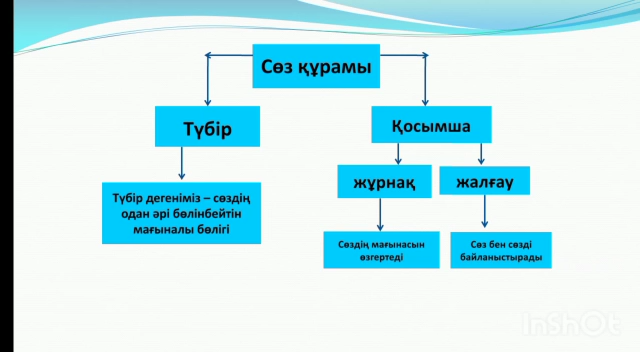 Сөз құрамы
Түбір
Қосымша
жұрнақ
жалғау
Түбір дегеніміз – сөздің
одан әрі бөлінбейтін
мағыналы бөлігі
Сөздің мағынасын
өзгертеді
Сөз бен сөзді
байланыстырады
InShOt